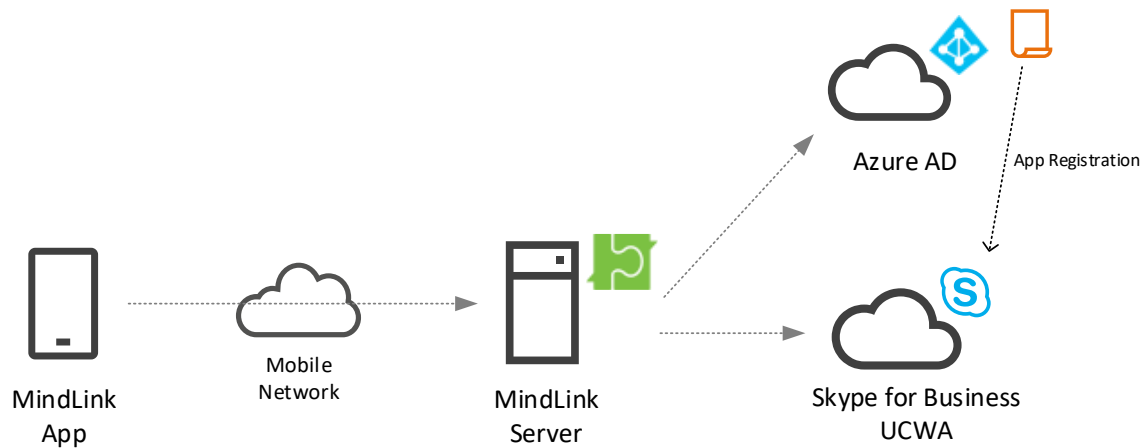 Azure AD
App Registration
S
Mobile
Network
MindLink
App
MindLink
Server
Skype for Business
UCWA